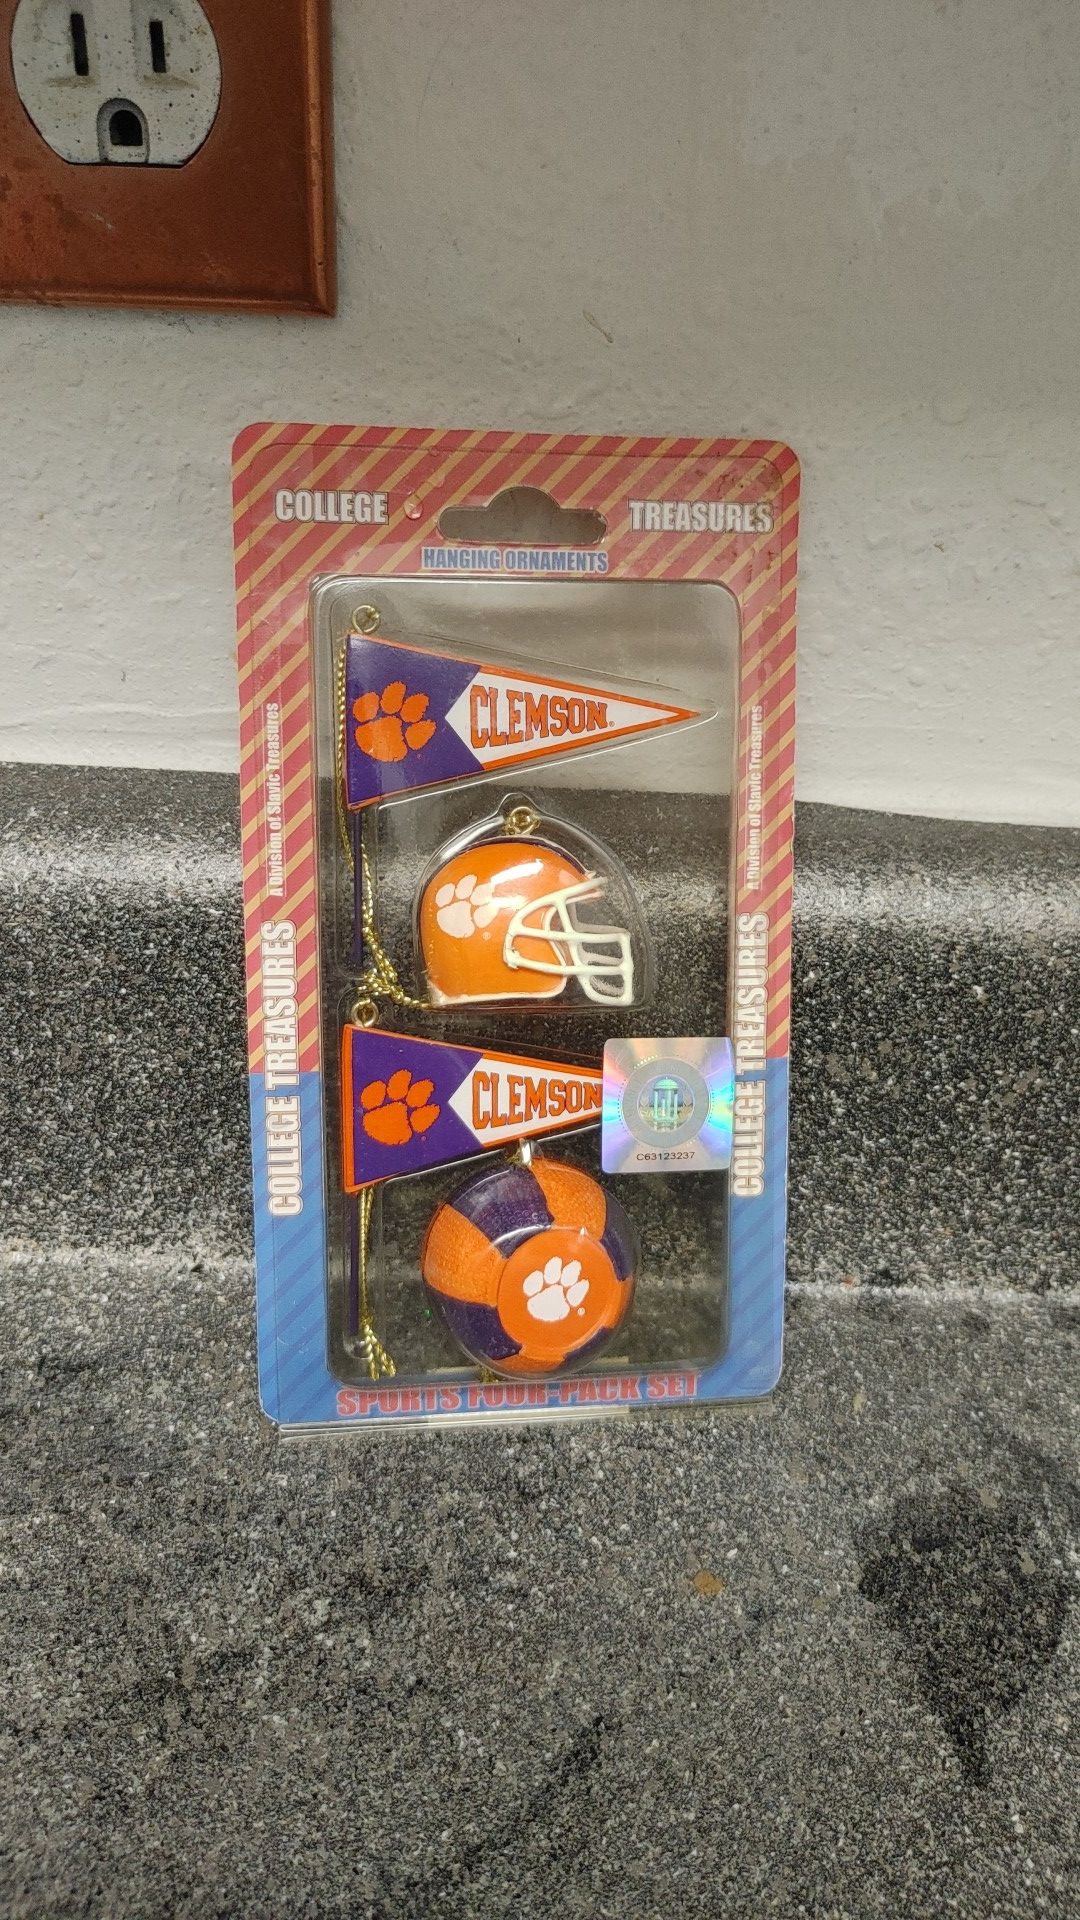 COLLEGE
TREASURES
HANGING ORNAMENTS
CLEMSON
A Division of Slavic Treasures
COLLEGE TREASURES
A Division of Slavic Treasures
COLLEGE TREASURES
CLEMSON
C63123237
SPORTS FOUR-PACK SET